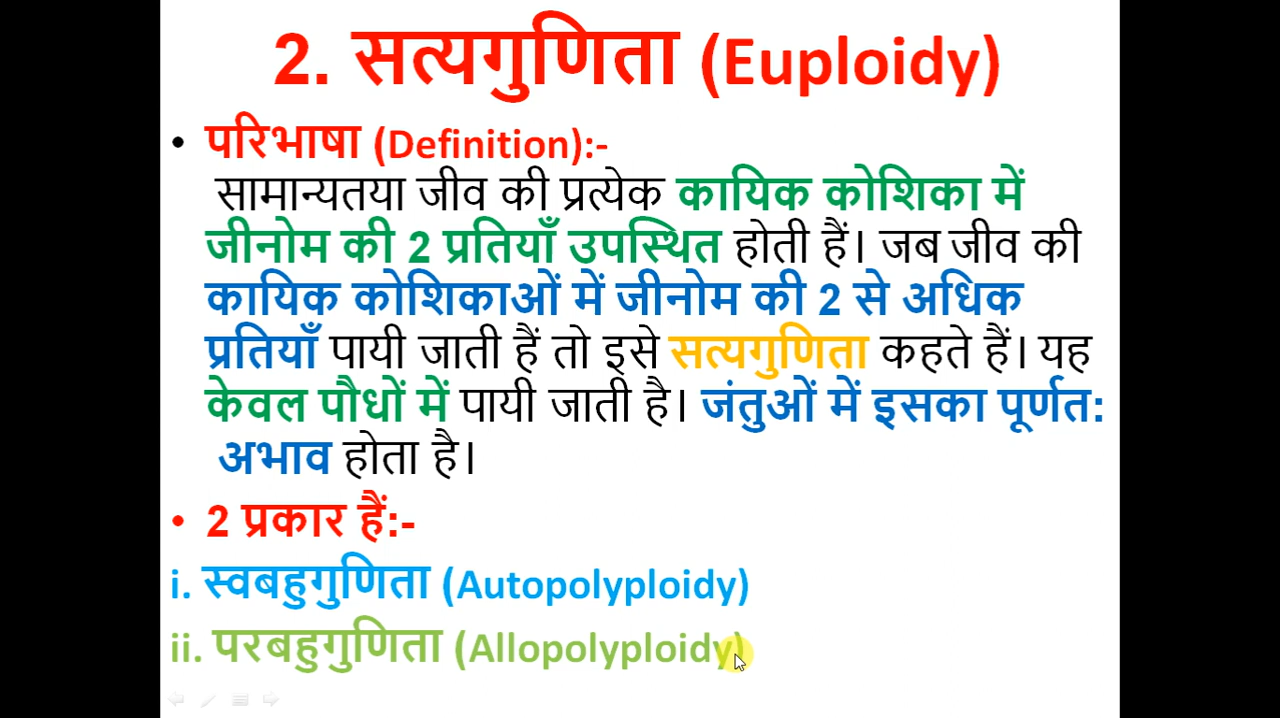 2. सत्यगुणिता (Euploidy)
• परिभाषा (Definition):-
सामान्यतया जीव की प्रत्येक कायिक कोशिका में
जीनोम की 2 प्रतियाँ उपस्थित होती हैं। जब जीव की
कायिक कोशिकाओं में जीनोम की 2 से अधिक
प्रतियाँ पायी जाती हैं तो इसे सत्यगुणिता कहते हैं। यह
केवल पौधों में पायी जाती है। जंतुओं में इसका पूर्णत:
अभाव होता है।
• 2 प्रकार हैं:-
i. स्वबहुगुणिता (Autopolyploidy)
ii. परबहुगुणिता (Allopolyploidy)